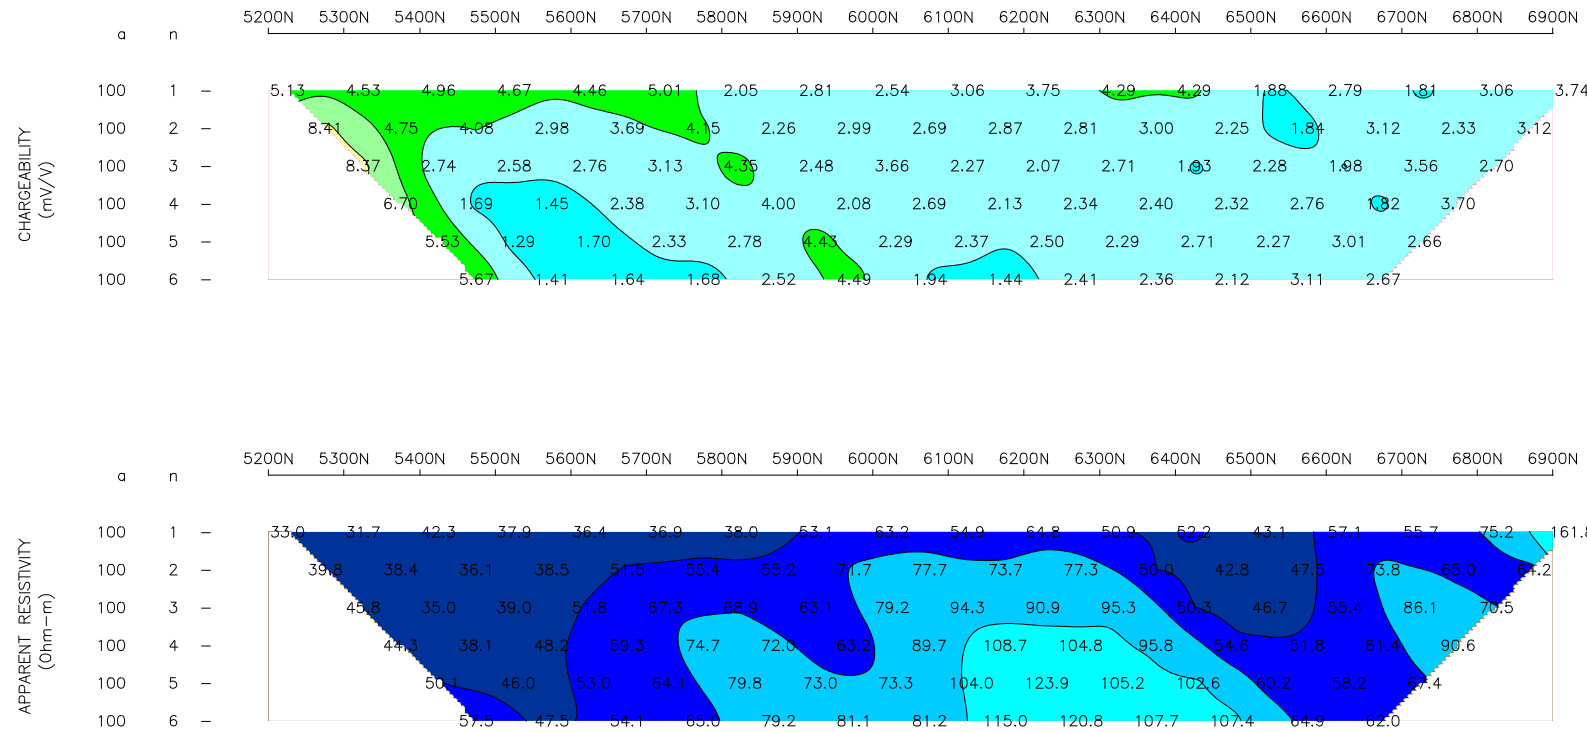 5200N 5300N 5400N 5500N 5600N 5700N 5800N 5900N 6000N 6100N 6200N 6300N 6400N 6500N 6600N 6700N 6800N 6900N
a n
100 1 – 5.13 4.53 4.96 4.67 4.46 5.01 2.05 2.81 2.54 3.06 3.75 4.29 4.29 1.88 2.79 1.81 3.06 3.74
100 2 – 8.41 4.75 4.08 2.98 3.69 4.15 2.26 2.99 2.69 2.87 2.81 3.00 2.25 1.84 3.12 2.33 3.12
100 3 – 8.37 2.74 2.58 2.76 3.13 4.35 2.48 3.66 2.27 2.07 2.71 1.93 2.28 1.98 3.56 2.70
100 4 – 6.70 1.69 1.45 2.38 3.10 4.00 2.08 2.69 2.13 2.34 2.40 2.32 2.76 1.82 3.70
100 5 – 5.53 1.29 1.70 2.33 2.78 4.43 2.29 2.37 2.50 2.29 2.71 2.27 3.01 2.66
100 6 – 5.67 1.41 1.64 1.68 2.52 4.49 1.94 1.44 2.41 2.36 2.12 3.11 2.67
CHARGEABILITY
(mV/V)
5200N 5300N 5400N 5500N 5600N 5700N 5800N 5900N 6000N 6100N 6200N 6300N 6400N 6500N 6600N 6700N 6800N 6900N
a n
100 1 – 33.0 31.7 42.3 37.9 36.4 36.9 38.0 53.1 63.2 54.9 64.8 50.9 52.2 43.1 57.1 55.7 75.2 161.8
100 2 – 39.8 38.4 36.1 38.5 51.5 55.4 55.2 71.7 77.7 73.7 77.3 50.0 42.8 47.5 73.8 65.0 64.2
100 3 – 45.8 35.0 39.0 51.8 67.3 68.9 63.1 79.2 94.3 90.9 95.3 50.3 46.7 55.4 86.1 70.5
100 4 – 44.3 38.1 48.2 59.3 74.7 72.0 63.2 89.7 108.7 104.8 95.8 54.6 51.8 61.4 90.6
100 5 – 50.1 46.0 53.0 64.1 79.8 73.0 73.3 104.0 123.9 105.2 102.6 60.2 58.2 67.4
100 6 – 57.5 47.5 54.1 65.0 79.2 81.1 81.2 115.0 120.8 107.7 107.4 64.9 62.0
APPARENT RESISTIVITY
(Ohm–m)